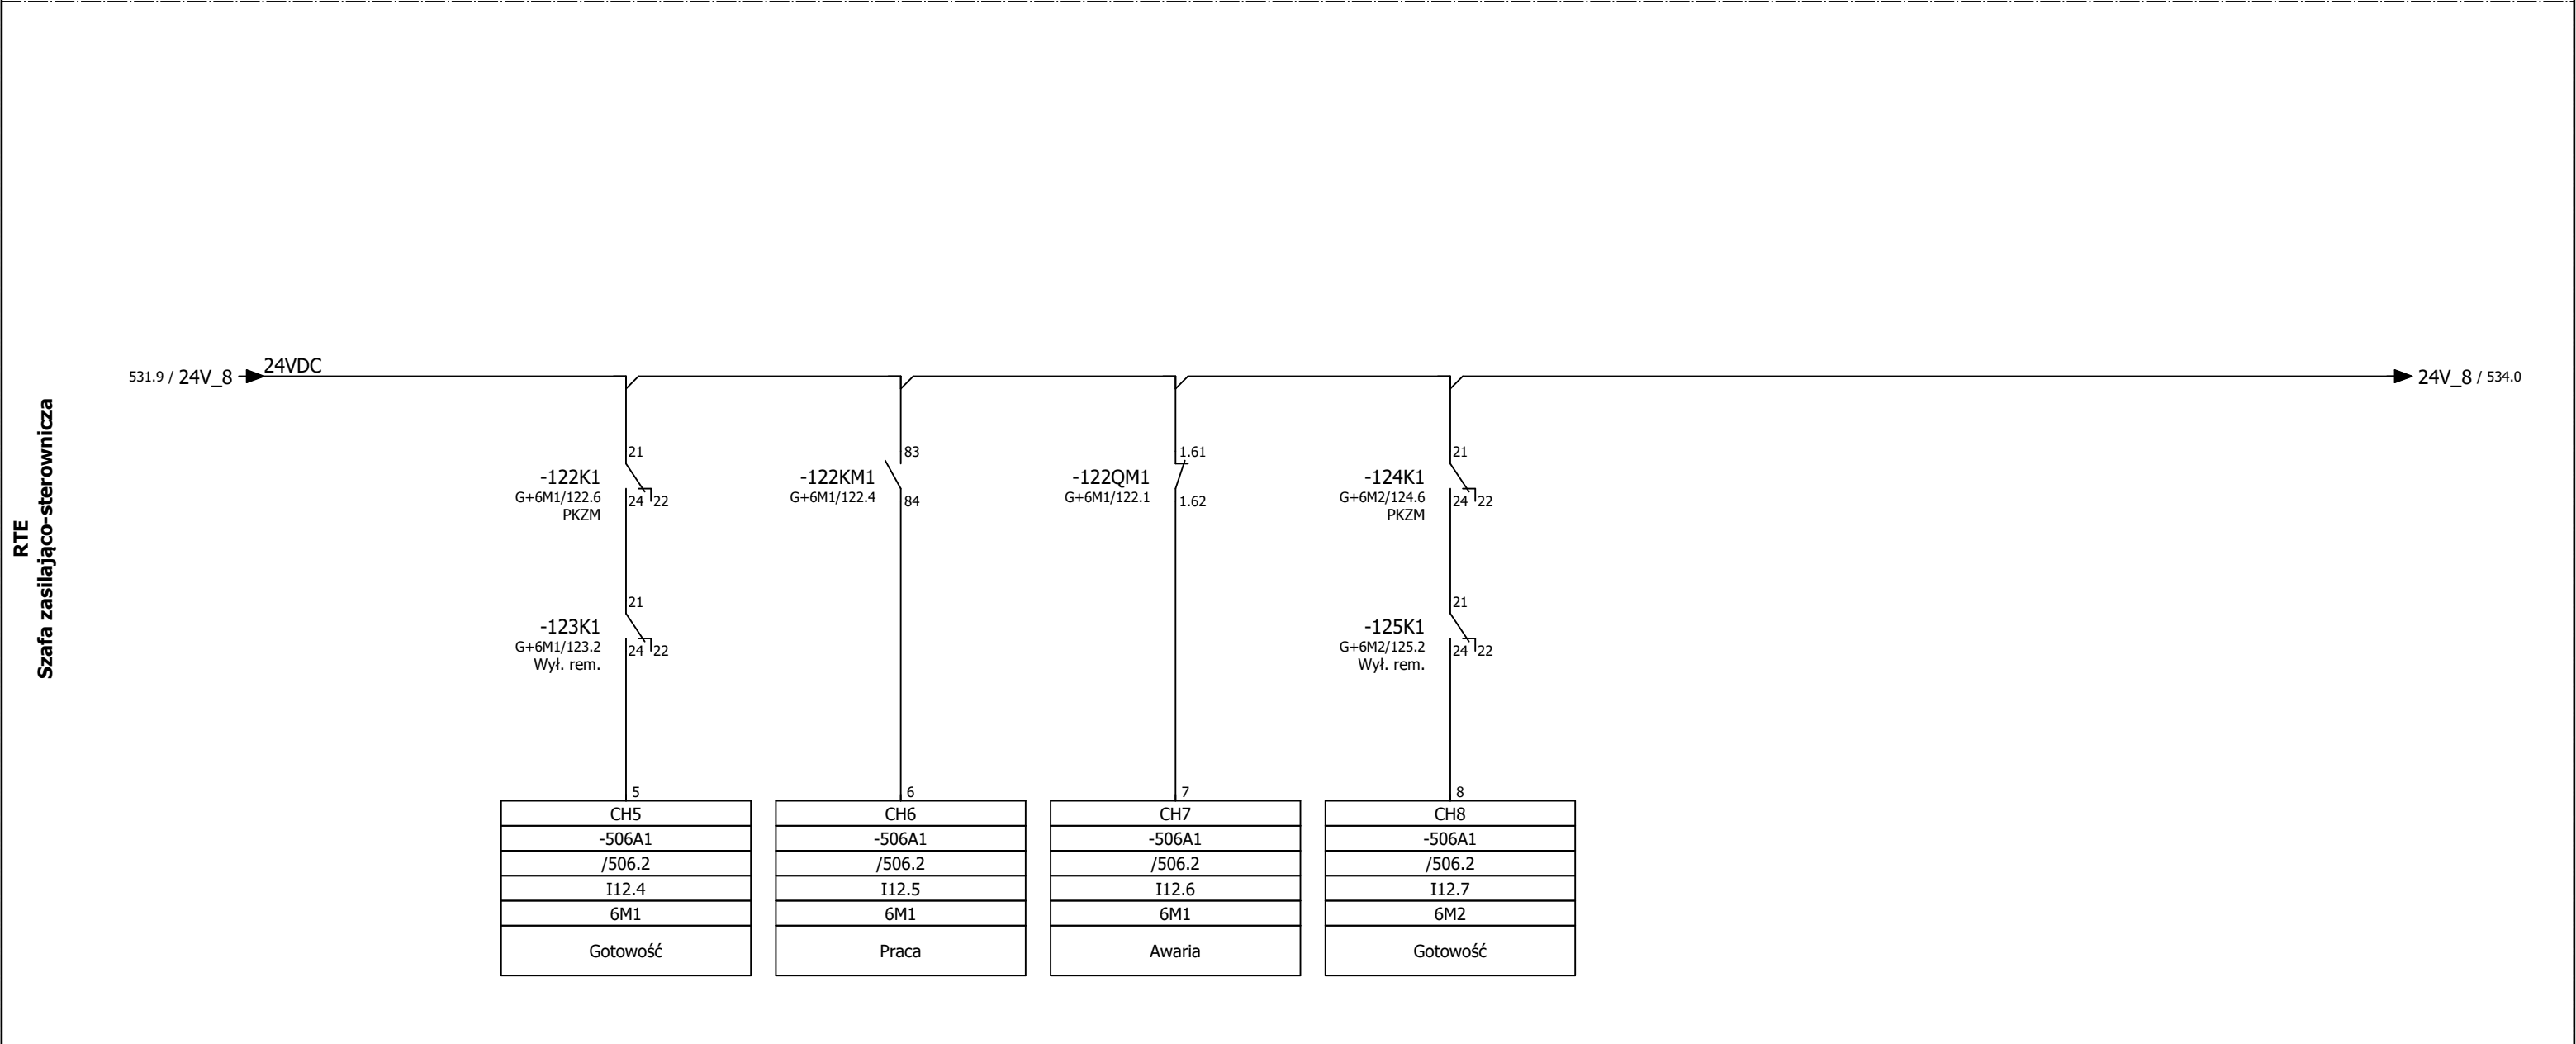 RTE
Szafa zasilająco-sterownicza
531.9 / 24V_8
24VDC
24V_8 / 534.0
21
-122K1
G+6M1/122.6
PKZM
24 22
83
-122KM1
G+6M1/122.4
84
1.61
-122QM1
G+6M1/122.1
1.62
21
-124K1
G+6M2/124.6
PKZM
24 22
21
-123K1
G+6M1/123.2
Wył. rem.
24 22
21
-125K1
G+6M2/125.2
Wył. rem.
24 22
5
CH5
-506A1
/506.2
I12.4
6M1
Gotowość
6
CH6
-506A1
/506.2
I12.5
6M1
Praca
7
CH7
-506A1
/506.2
I12.6
6M1
Awaria
8
CH8
-506A1
/506.2
I12.7
6M2
Gotowość